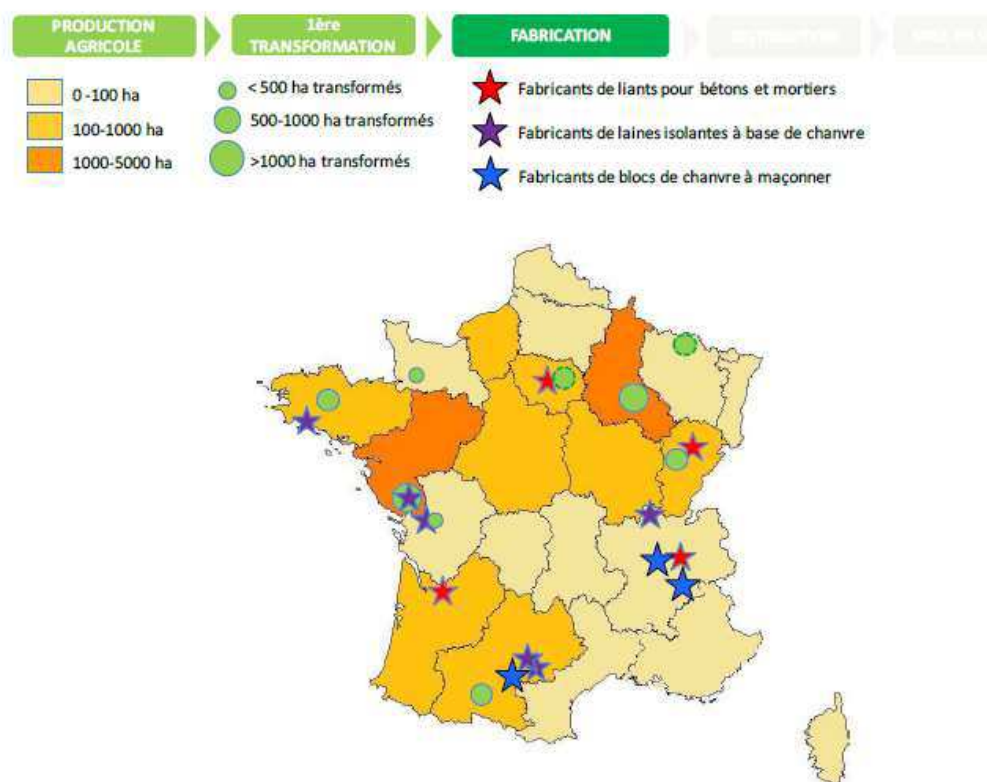 PRODUCTION
AGRICOLE
1ère
TRANSFORMATION
FABRICATION
DISTRIBUTION
0 -100 ha
100-1000 ha
1000-5000 ha
< 500 ha transformés
500-1000 ha transformés
>1000 ha transformés
Fabricants de liants pour bétons et mortiers
Fabricants de laines isolantes à base de chanvre
Fabricants de blocs de chanvre à maçonner